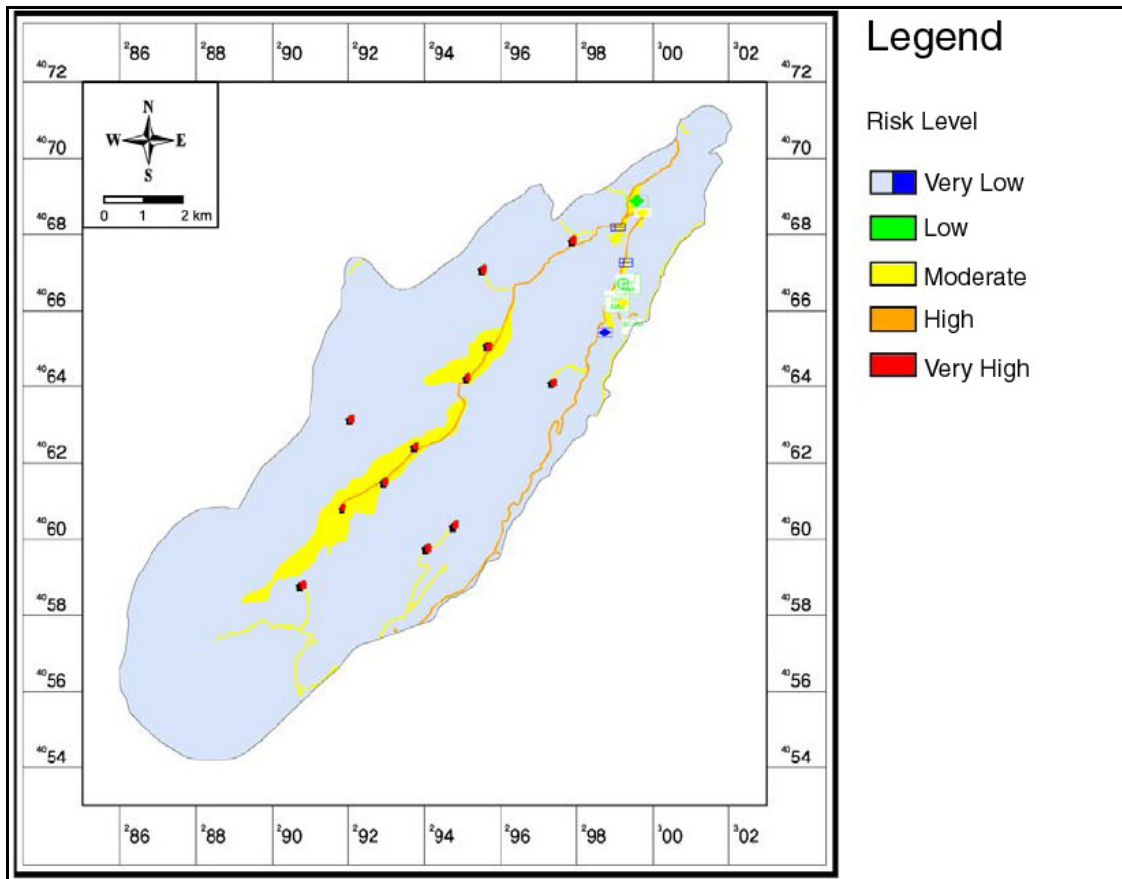 Legend
Risk Level
Very Low
Low
Moderate
High
Very High
²86 ²88 ²90 ²92 ²94 ²96 ²98 ³00 ³02
⁴⁰72 ⁴⁰72
N
W E
S
0 1 2 km
⁴⁰70 ⁴⁰70
⁴⁰68 ⁴⁰68
⁴⁰66 ⁴⁰66
⁴⁰64 ⁴⁰64
⁴⁰62 ⁴⁰62
⁴⁰60 ⁴⁰60
⁴⁰58 ⁴⁰58
⁴⁰56 ⁴⁰56
⁴⁰54 ⁴⁰54
²86 ²88 ²90 ²92 ²94 ²96 ²98 ³00 ³02